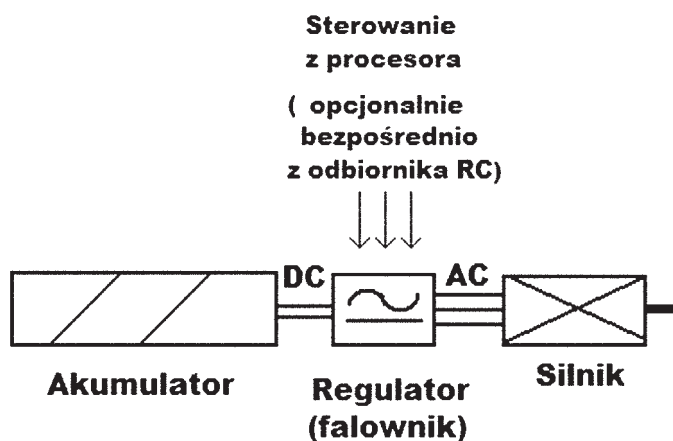 Sterowanie
z procesora
( opcjonalnie
bezpośrednio
z odbiornika RC)
DC
AC
Akumulator
Regulator
(falownik)
Silnik